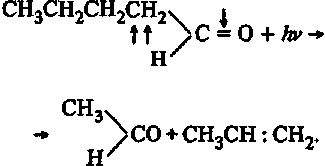 CH₃CH₂CH₂CH₂
C = O + hν →
H
CH₃
→ CO + CH₃CH : CH₂.
H